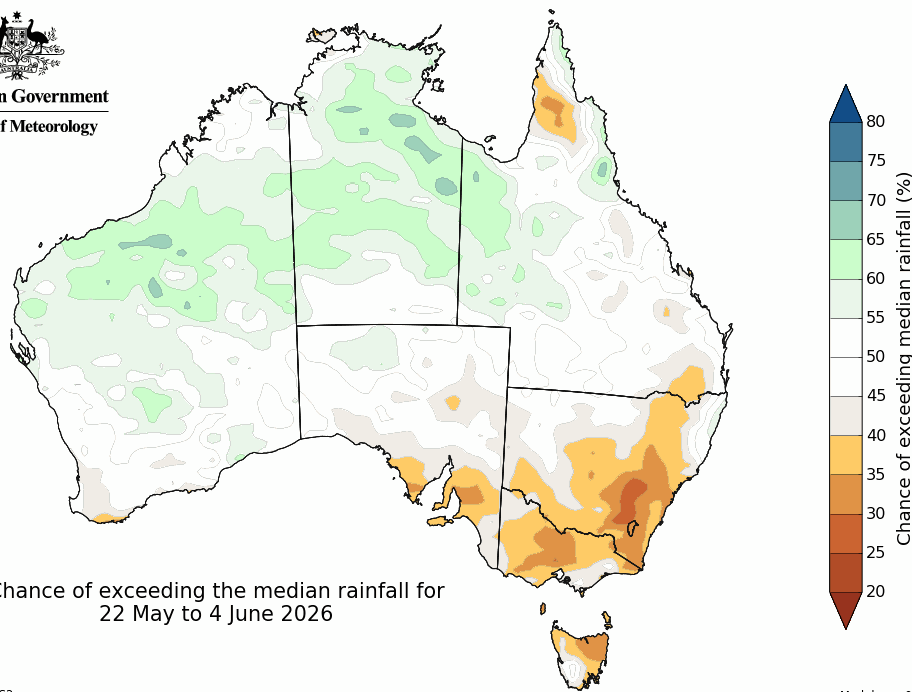 n Government
f Meteorology
80
75
70
65
60
55
50
45
40
35
30
25
20
Chance of exceeding median rainfall (%)
Chance of exceeding the median rainfall for
22 May to 4 June 2026